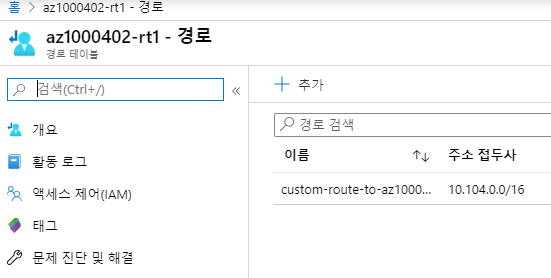 홈 > az1000402-rt1 - 경로
az1000402-rt1 - 경로
경로 테이블
검색(Ctrl+/)
«
개요
활동 로그
액세스 제어(IAM)
태그
문제 진단 및 해결
+ 추가
경로 검색
이름 ↑↓ 주소 접두사
custom-route-to-az1000... 10.104.0.0/16